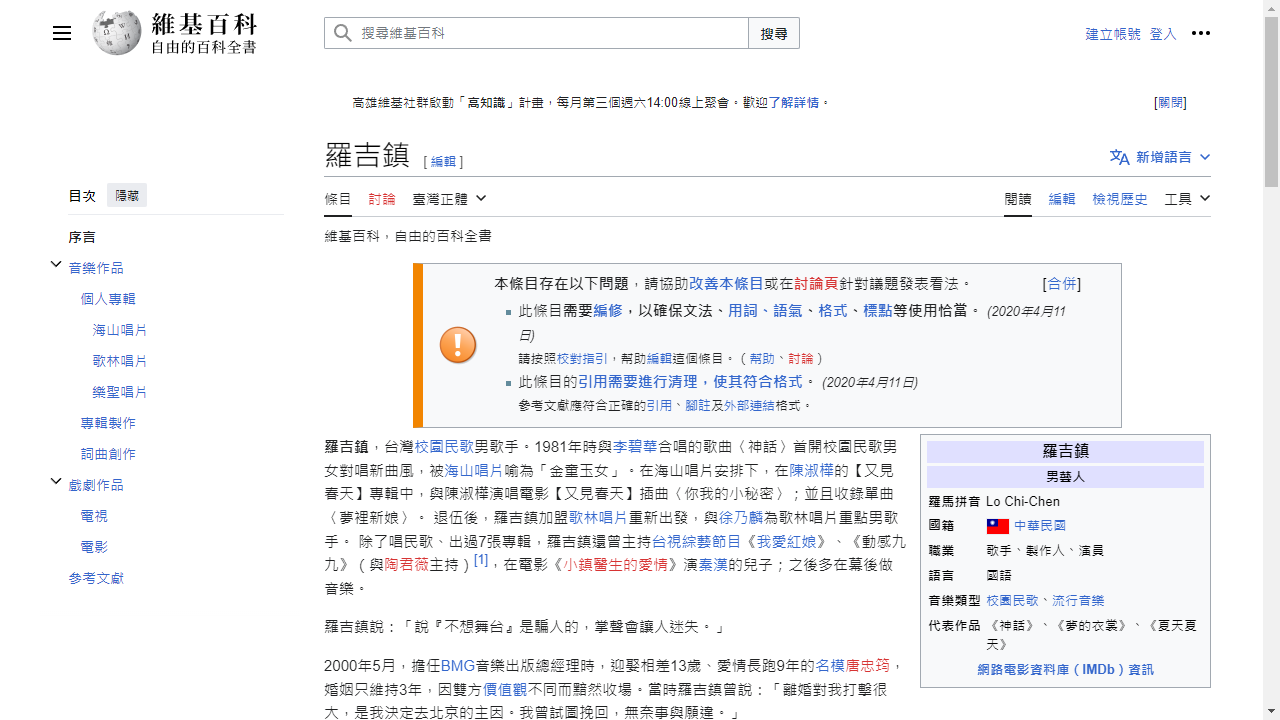 維基百科
自由的百科全書
搜尋維基百科
搜尋
建立帳號 登入
高雄維基社群啟動「高知識」計畫，每月第三個週六14:00線上聚會。歡迎了解詳情。
[關閉]
羅吉鎮 [ 編輯 ]
新增語言
目次 隱藏
序言
音樂作品
個人專輯
海山唱片
歌林唱片
樂聖唱片
專輯製作
詞曲創作
戲劇作品
電視
電影
參考文獻
條目 討論 臺灣正體
閱讀 編輯 檢視歷史 工具
維基百科，自由的百科全書
本條目存在以下問題，請協助改善本條目或在討論頁針對議題發表看法。 [合併]
此條目需要編修，以確保文法、用詞、語氣、格式、標點等使用恰當。 (2020年4月11
日)
請按照校對指引，幫助編輯這個條目。（幫助、討論）
此條目的引用需要進行清理，使其符合格式。 (2020年4月11日)
參考文獻應符合正確的引用、腳註及外部連結格式。
羅吉鎮，台灣校園民歌男歌手。1981年時與李碧華合唱的歌曲〈神話〉首開校園民歌男
女對唱新曲風，被海山唱片喻為「金童玉女」。在海山唱片安排下，在陳淑樺的【又見
春天】專輯中，與陳淑樺演唱電影【又見春天】插曲〈你我的小秘密〉；並且收錄單曲
〈夢裡新娘〉。 退伍後，羅吉鎮加盟歌林唱片重新出發，與徐乃麟為歌林唱片重點男歌
手。 除了唱民歌、出過7張專輯，羅吉鎮還曾主持台視綜藝節目《我愛紅娘》、《動感九
九》（與陶君薇主持）[1]，在電影《小鎮醫生的愛情》演秦漢的兒子；之後多在幕後做
音樂。
羅吉鎮說：「說『不想舞台』是騙人的，掌聲會讓人迷失。」
2000年5月，擔任BMG音樂出版總經理時，迎娶相差13歲、愛情長跑9年的名模唐忠筠，
婚姻只維持3年，因雙方價值觀不同而黯然收場。當時羅吉鎮曾說：「離婚對我打擊很
大，是我決定去北京的主因。我曾試圖挽回，無奈事與願違。」
羅吉鎮
男藝人
羅馬拼音 Lo Chi-Chen
國籍 中華民國
職業 歌手、製作人、演員
語言 國語
音樂類型 校園民歌、流行音樂
代表作品 《神話》、《夢的衣裳》、《夏天夏
天》
網路電影資料庫（IMDb）資訊